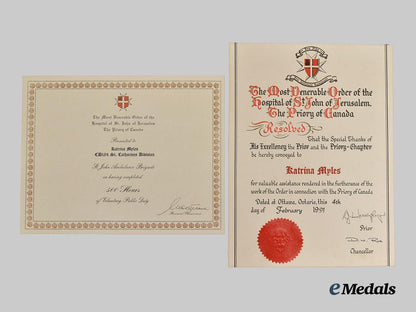 The Most Venerable Order of the
Hospital of St. John of Jerusalem
The Priory of Canada
Presented to
Katrina Myles
St. Catharines Division
St. John Ambulance Brigade
on having completed
500 Hours
of Voluntary Public Duty
The Most Venerable Order of the
Hospital of St. John of Jerusalem.
The Priory of Canada
Resolved
That the Special Thanks of
His Excellency the Prior and the Priory-Chapter
be hereby conveyed to
Katrina Myles
for valuable assistance rendered in the furtherance of the
work of the Order in connection with the Priory of Canada
Dated at Ottawa, Ontario, this 4th
day of February 1991
Prior
Chancellor
eMedals